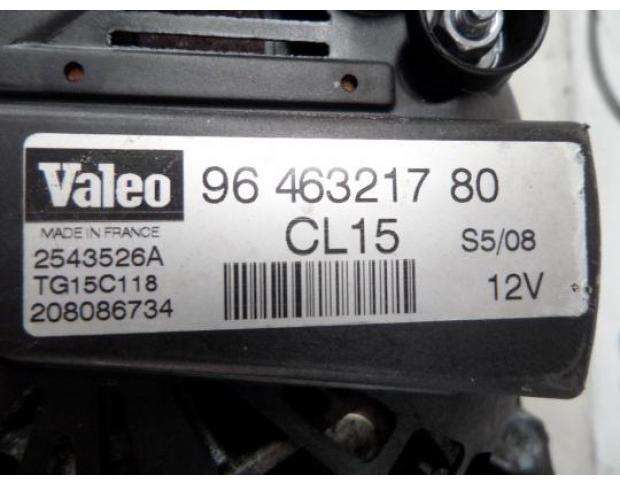 Valeo 96 463217 80
MADE IN FRANCE CL15 S5/08
2543526A
TG15C118 12V
208086734